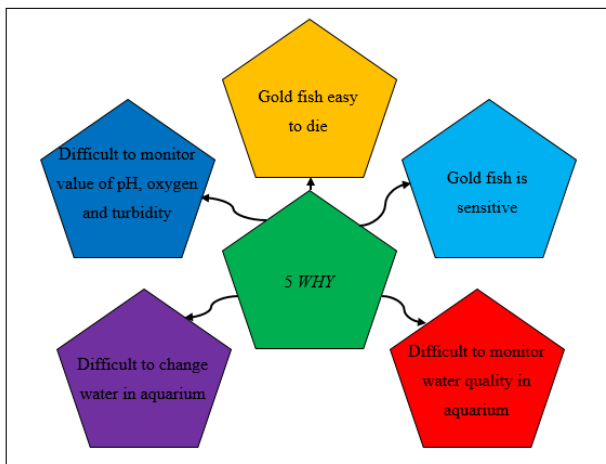 Gold fish easy
to die
Difficult to monitor
value of pH, oxygen
and turbidity
Gold fish is
sensitive
5 WHY
Difficult to change
water in aquarium
Difficult to monitor
water quality in
aquarium